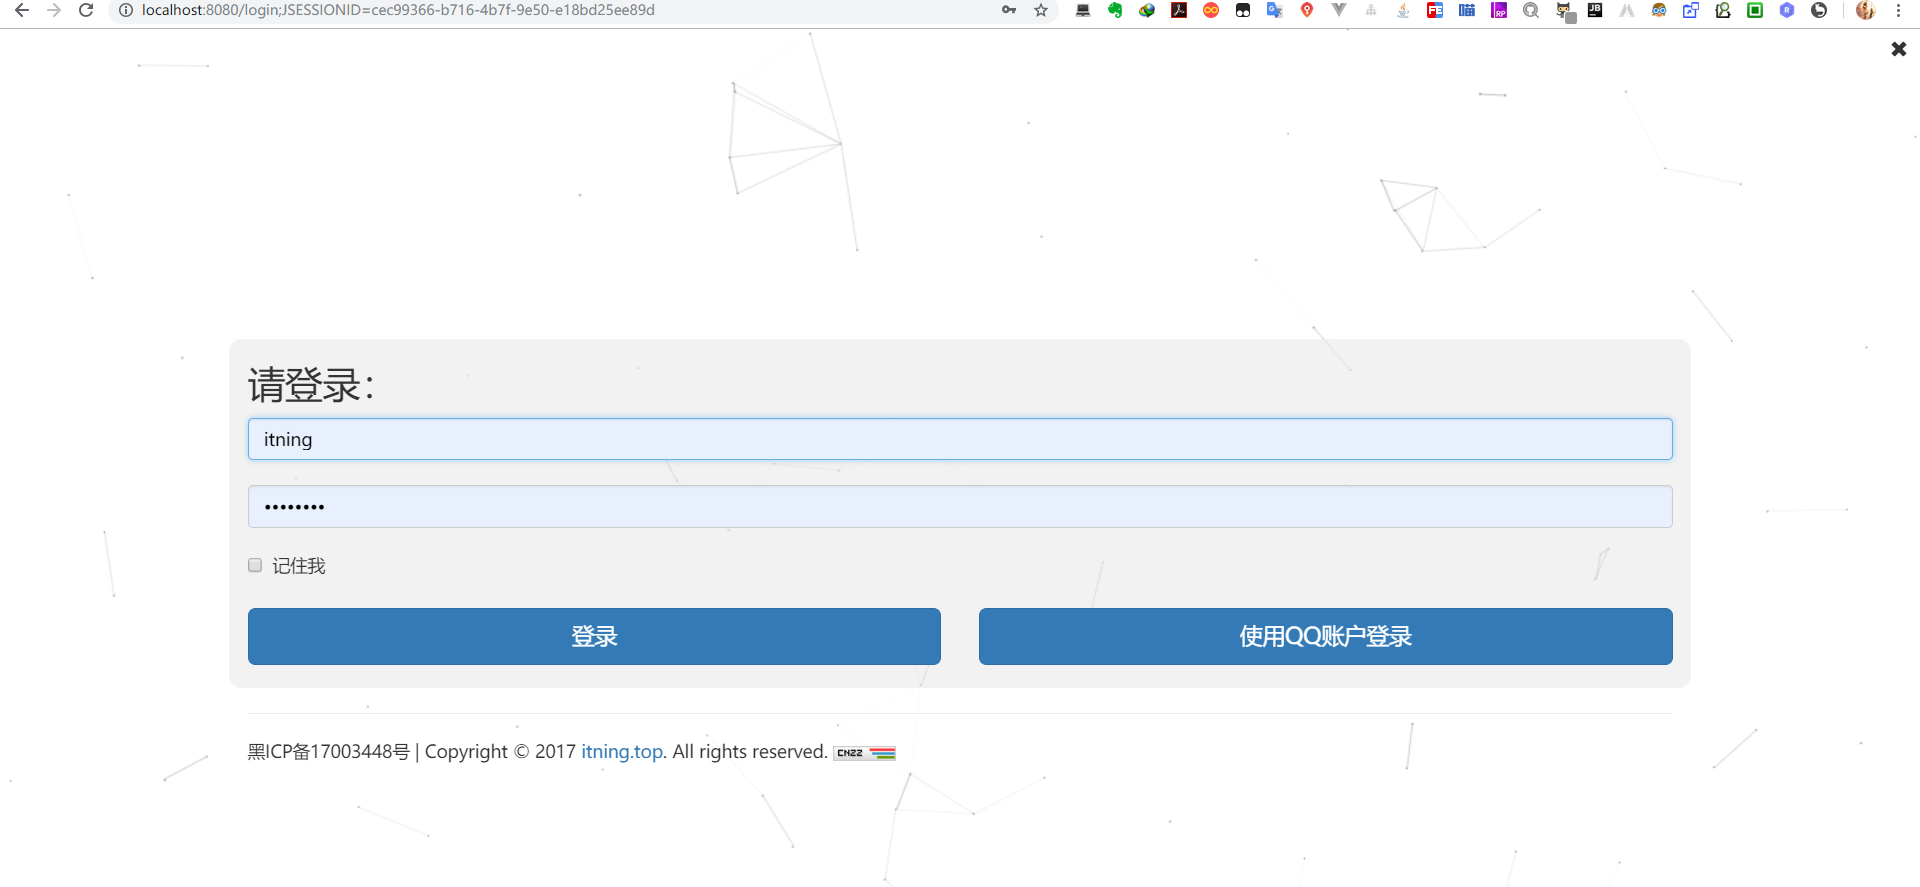 localhost:8080/login;JSESSIONID=cec99366-b716-4b7f-9e50-e18bd25ee89d
请登录：
itning
••••••••
记住我
登录
使用QQ账户登录
黑ICP备17003448号 | Copyright © 2017 itning.top. All rights reserved. CNZZ